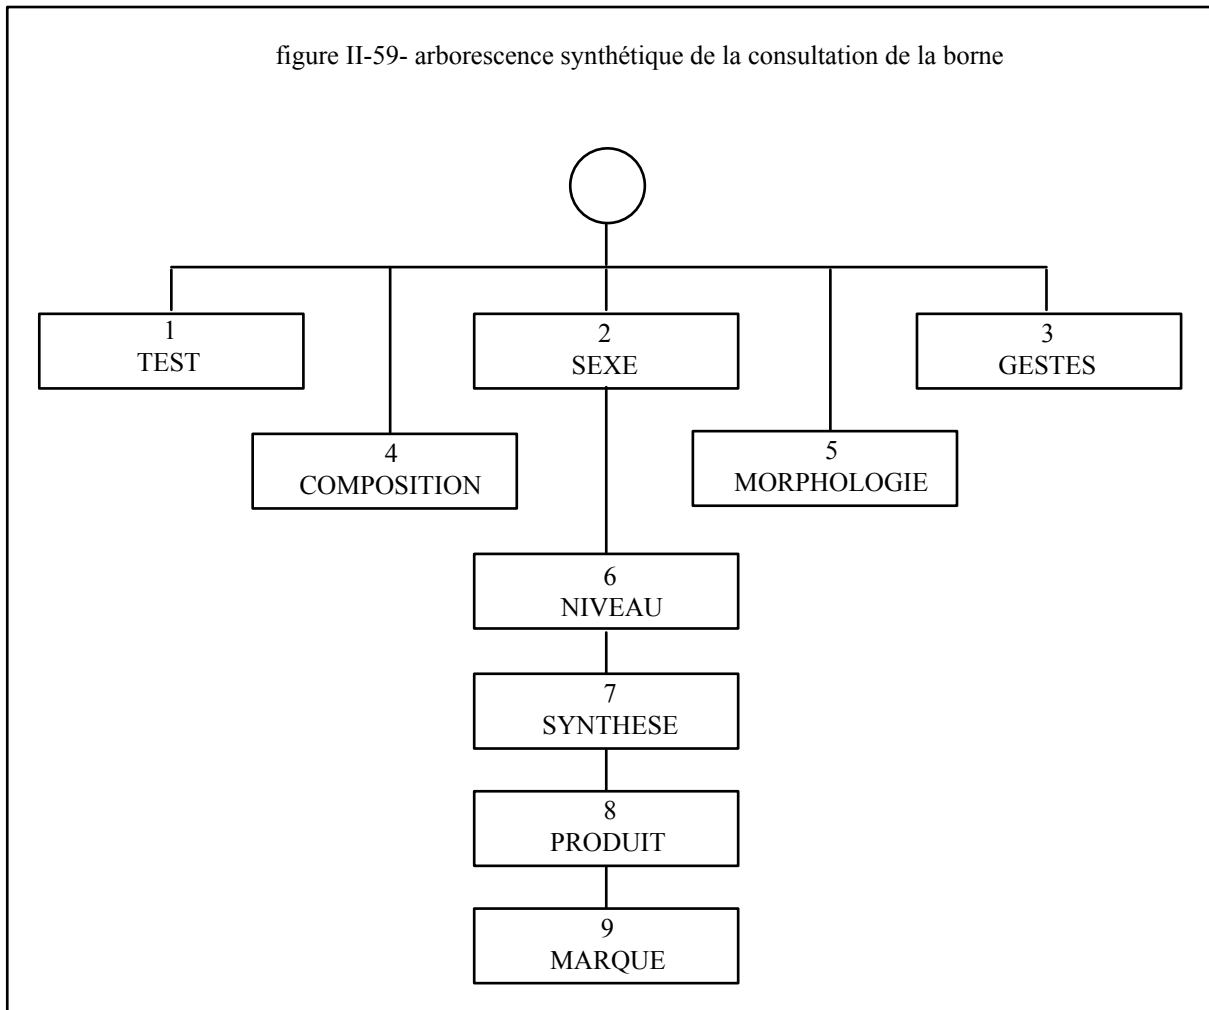 figure II-59- arborescence synthétique de la consultation de la borne
1
TEST
2
SEXE
3
GESTES
4
COMPOSITION
5
MORPHOLOGIE
6
NIVEAU
7
SYNTHESE
8
PRODUIT
9
MARQUE